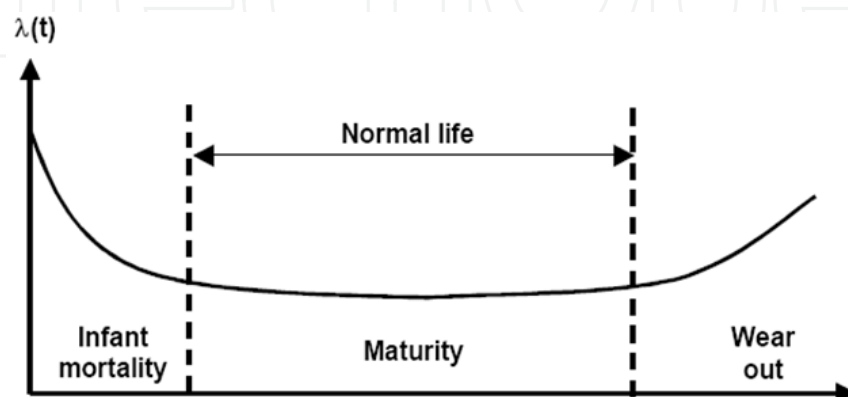 λ(t)
Normal life
Infant
mortality
Maturity
Wear
out